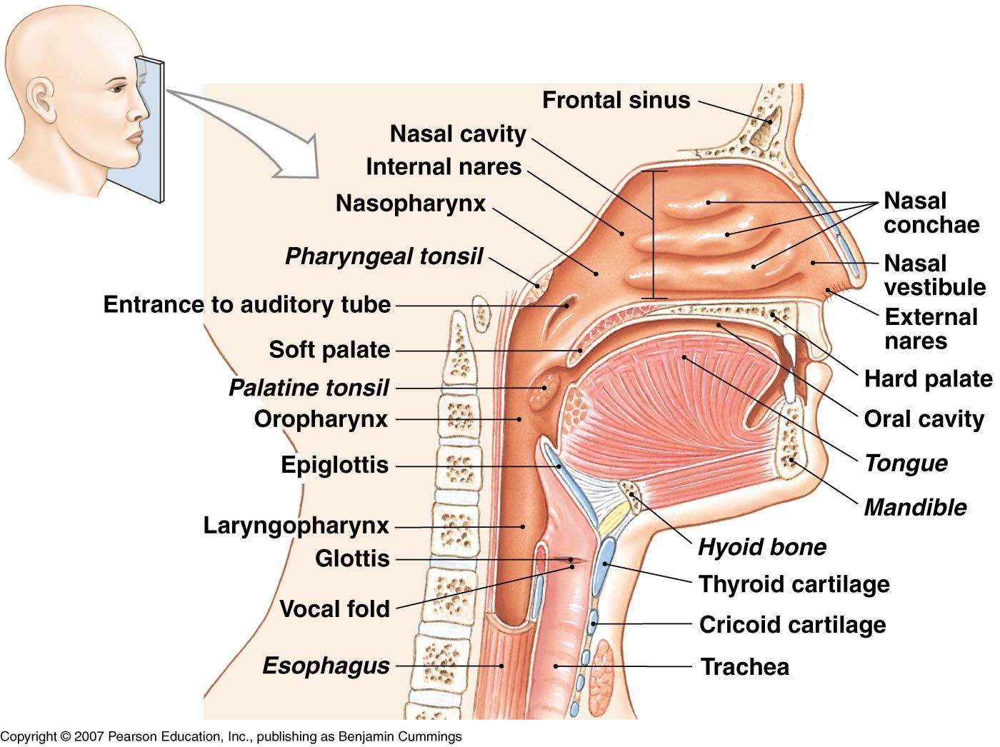 Frontal sinus
Nasal cavity
Internal nares
Nasopharynx
Pharyngeal tonsil
Entrance to auditory tube
Soft palate
Palatine tonsil
Oropharynx
Epiglottis
Laryngopharynx
Glottis
Vocal fold
Esophagus
Nasal
conchae
Nasal
vestibule
External
nares
Hard palate
Oral cavity
Tongue
Mandible
Hyoid bone
Thyroid cartilage
Cricoid cartilage
Trachea
Copyright © 2007 Pearson Education, Inc., publishing as Benjamin Cummings